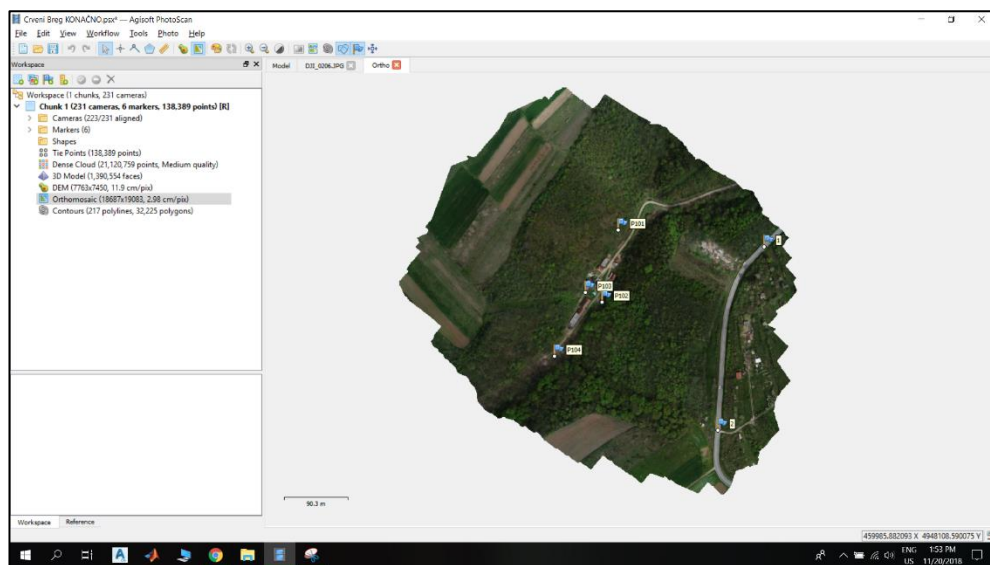 Crveni Breg KONAČNO.psx* — Agisoft PhotoScan
File Edit View Workflow Tools Photo Help
Workspace
Model DJI_0206.JPG Ortho
Workspace (1 chunks, 231 cameras)
Chunk 1 (231 cameras, 6 markers, 138,389 points) [R]
Cameras (223/231 aligned)
Markers (6)
Shapes
Tie Points (138,389 points)
Dense Cloud (21,120,759 points, Medium quality)
3D Model (1,390,554 faces)
DEM (7763x7450, 11.9 cm/pix)
Orthomosaic (18687x19083, 2.98 cm/pix)
Contours (217 polylines, 32,225 polygons)
P101
1
P103
P102
P104
2
90.3 m
Workspace Reference
459985.882093 X 4948108.590075 Y
ENG 1:53 PM
US 11/20/2018